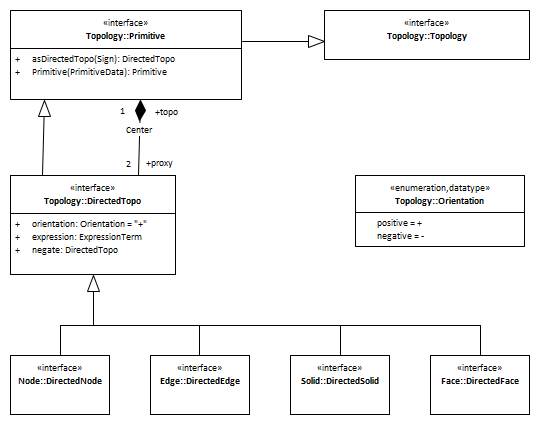 «interface»
Topology::Primitive
+ asDirectedTopo(Sign): DirectedTopo
+ Primitive(PrimitiveData): Primitive
«interface»
Topology::Topology
1
+topo
Center
2
+proxy
«interface»
Topology::DirectedTopo
+ orientation: Orientation = "+"
+ expression: ExpressionTerm
+ negate: DirectedTopo
«enumeration,datatype»
Topology::Orientation
positive = +
negative = -
«interface»
Node::DirectedNode
«interface»
Edge::DirectedEdge
«interface»
Solid::DirectedSolid
«interface»
Face::DirectedFace